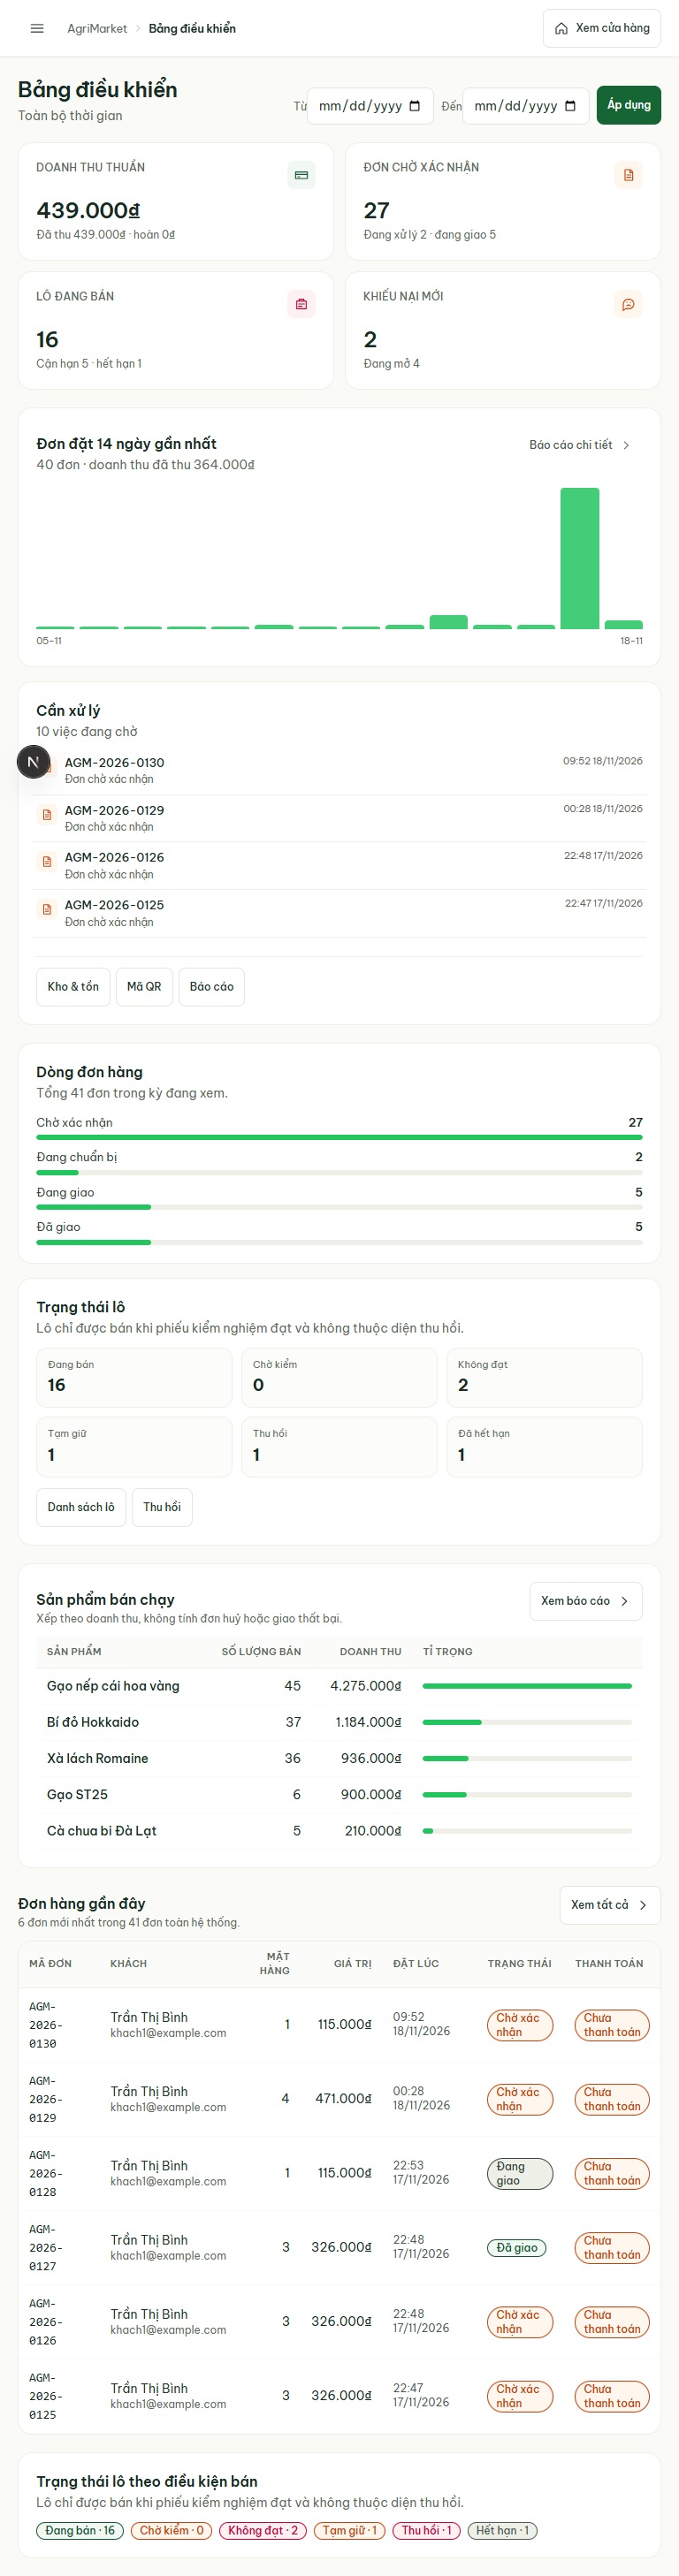 AgriMarket
Bảng điều khiển
Xem cửa hàng
Bảng điều khiển
Toàn bộ thời gian
Từ mm/dd/yyyy Đến mm/dd/yyyy Áp dụng
DOANH THU THUẦN
439.000₫
Đã thu 439.000₫ · hoàn 0₫
ĐƠN CHỜ XÁC NHẬN
27
Đang xử lý 2 · đang giao 5
LÔ ĐANG BÁN
16
Cận hạn 5 · hết hạn 1
KHIẾU NẠI MỚI
2
Đang mở 4
Đơn đặt 14 ngày gần nhất
40 đơn · doanh thu đã thu 364.000₫
Báo cáo chi tiết
05-11 18-11
Cần xử lý
10 việc đang chờ
N
AGM-2026-0130 09:52 18/11/2026
Đơn chờ xác nhận
AGM-2026-0129 00:28 18/11/2026
Đơn chờ xác nhận
AGM-2026-0126 22:48 17/11/2026
Đơn chờ xác nhận
AGM-2026-0125 22:47 17/11/2026
Đơn chờ xác nhận
Kho & tồn Mã QR Báo cáo
Dòng đơn hàng
Tổng 41 đơn trong kỳ đang xem.
Chờ xác nhận 27
Đang chuẩn bị 2
Đang giao 5
Đã giao 5
Trạng thái lô
Lô chỉ được bán khi phiếu kiểm nghiệm đạt và không thuộc diện thu hồi.
Đang bán
16
Chờ kiểm
0
Không đạt
2
Tạm giữ
1
Thu hồi
1
Đã hết hạn
1
Danh sách lô Thu hồi
Sản phẩm bán chạy
Xếp theo doanh thu, không tính đơn huỷ hoặc giao thất bại.
Xem báo cáo
SẢN PHẨM SỐ LƯỢNG BÁN DOANH THU TỈ TRỌNG
Gạo nếp cái hoa vàng 45 4.275.000₫
Bí đỏ Hokkaido 37 1.184.000₫
Xà lách Romaine 36 936.000₫
Gạo ST25 6 900.000₫
Cà chua bi Đà Lạt 5 210.000₫
Đơn hàng gần đây
6 đơn mới nhất trong 41 đơn toàn hệ thống.
Xem tất cả
MÃ ĐƠN KHÁCH MẶT HÀNG GIÁ TRỊ ĐẶT LÚC TRẠNG THÁI THANH TOÁN
AGM-2026-0130 Trần Thị Bình khach1@example.com 1 115.000₫ 09:52 18/11/2026 Chờ xác nhận Chưa thanh toán
AGM-2026-0129 Trần Thị Bình khach1@example.com 4 471.000₫ 00:28 18/11/2026 Chờ xác nhận Chưa thanh toán
AGM-2026-0128 Trần Thị Bình khach1@example.com 1 115.000₫ 22:53 17/11/2026 Đang giao Chưa thanh toán
AGM-2026-0127 Trần Thị Bình khach1@example.com 3 326.000₫ 22:48 17/11/2026 Đã giao Chưa thanh toán
AGM-2026-0126 Trần Thị Bình khach1@example.com 3 326.000₫ 22:48 17/11/2026 Chờ xác nhận Chưa thanh toán
AGM-2026-0125 Trần Thị Bình khach1@example.com 3 326.000₫ 22:47 17/11/2026 Chờ xác nhận Chưa thanh toán
Trạng thái lô theo điều kiện bán
Lô chỉ được bán khi phiếu kiểm nghiệm đạt và không thuộc diện thu hồi.
Đang bán · 16 Chờ kiểm · 0 Không đạt · 2 Tạm giữ · 1 Thu hồi · 1 Hết hạn · 1